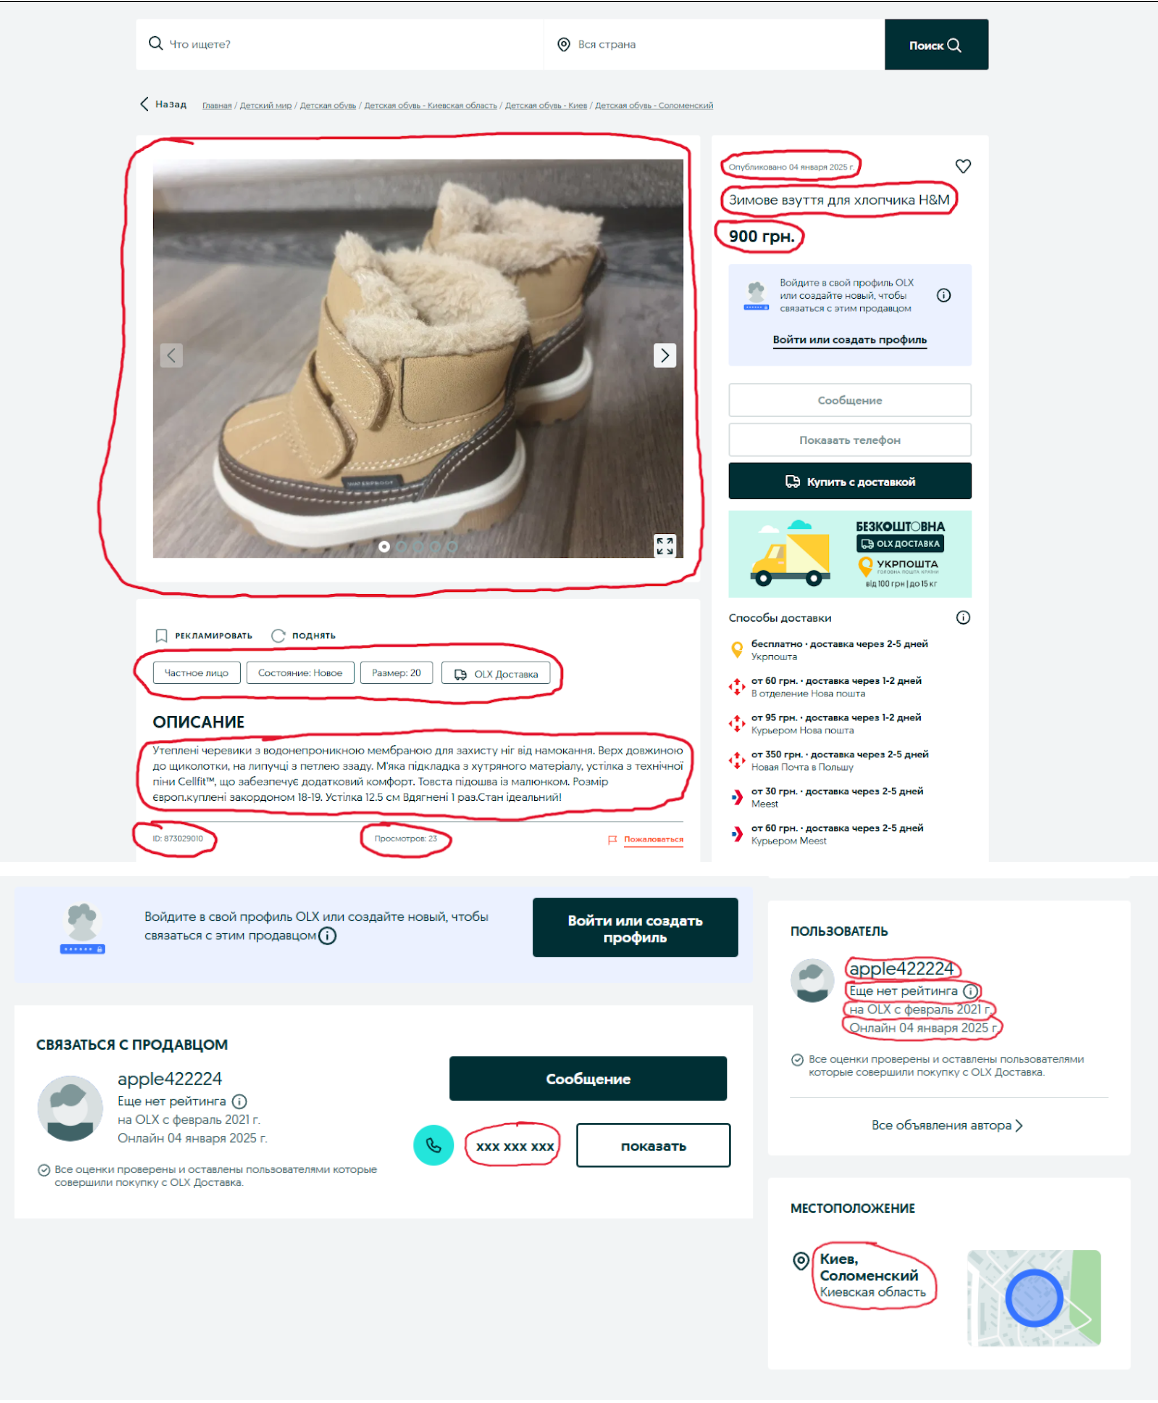 Что ищете?
Вся страна
Поиск
Назад
Главная / Детский мир / Детская обувь / Детская обувь - Киевская область / Детская обувь - Киев / Детская обувь - Соломенский
Опубликовано 04 января 2025 г.
Зимове взуття для хлопчика H&M
900 грн.
Войдите в свой профиль OLX
или создайте новый, чтобы
связаться с этим продавцом
Войти или создать профиль
Сообщение
Показать телефон
Купить с доставкой
БЕЗКОШТОВНА
OLX ДОСТАВКА
УКРПОШТА
від 100 грн | до 15 кг
Способы доставки
бесплатно · доставка через 2-5 дней
Укрпошта
от 60 грн. · доставка через 1-2 дней
В отделение Нова пошта
от 95 грн. · доставка через 1-2 дней
Курьером Нова пошта
от 350 грн. · доставка через 2-5 дней
Новая Почта в Польшу
от 30 грн. · доставка через 2-5 дней
Meest
от 60 грн. · доставка через 2-5 дней
Курьером Meest
WATERPROOF
РЕКЛАМИРОВАТЬ
ПОДНЯТЬ
Частное лицо
Состояние: Новое
Размер: 20
OLX Доставка
ОПИСАНИЕ
Утеплені черевики з водонепроникною мембраною для захисту ніг від намокання. Верх довжиною
до щиколотки, на липучці з петлею ззаду. М'яка підкладка з хутряного матеріалу, устілка з технічної
піни Cellfit™, що забезпечує додатковий комфорт. Товста підошва із малюнком. Розмір
європ.куплені закордоном 18-19. Устілка 12.5 см Вдягнені 1 раз.Стан ідеальний!
ID: 873029010
Просмотров: 23
Пожаловаться
Войдите в свой профиль OLX или создайте новый, чтобы
связаться с этим продавцом
Войти или создать
профиль
СВЯЗАТЬСЯ С ПРОДАВЦОМ
apple422224
Еще нет рейтинга
на OLX с февраль 2021 г.
Онлайн 04 января 2025 г.
Все оценки проверены и оставлены пользователями которые
совершили покупку с OLX Доставка.
Сообщение
xxx xxx xxx
показать
ПОЛЬЗОВАТЕЛЬ
apple422224
Еще нет рейтинга
на OLX с февраль 2021 г.
Онлайн 04 января 2025 г.
Все оценки проверены и оставлены пользователями
которые совершили покупку с OLX Доставка.
Все объявления автора
МЕСТОПОЛОЖЕНИЕ
Киев,
Соломенский
Киевская область